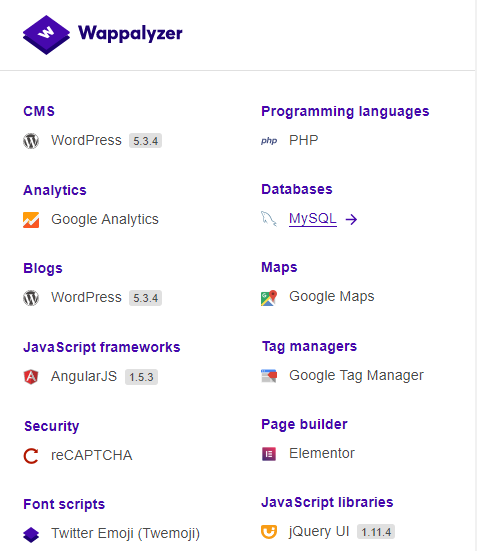 Wappalyzer
CMS
WordPress 5.3.4
Analytics
Google Analytics
Blogs
WordPress 5.3.4
JavaScript frameworks
AngularJS 1.5.3
Security
reCAPTCHA
Font scripts
Twitter Emoji (Twemoji)
Programming languages
php PHP
Databases
MySQL
Maps
Google Maps
Tag managers
Google Tag Manager
Page builder
Elementor
JavaScript libraries
jQuery UI 1.11.4